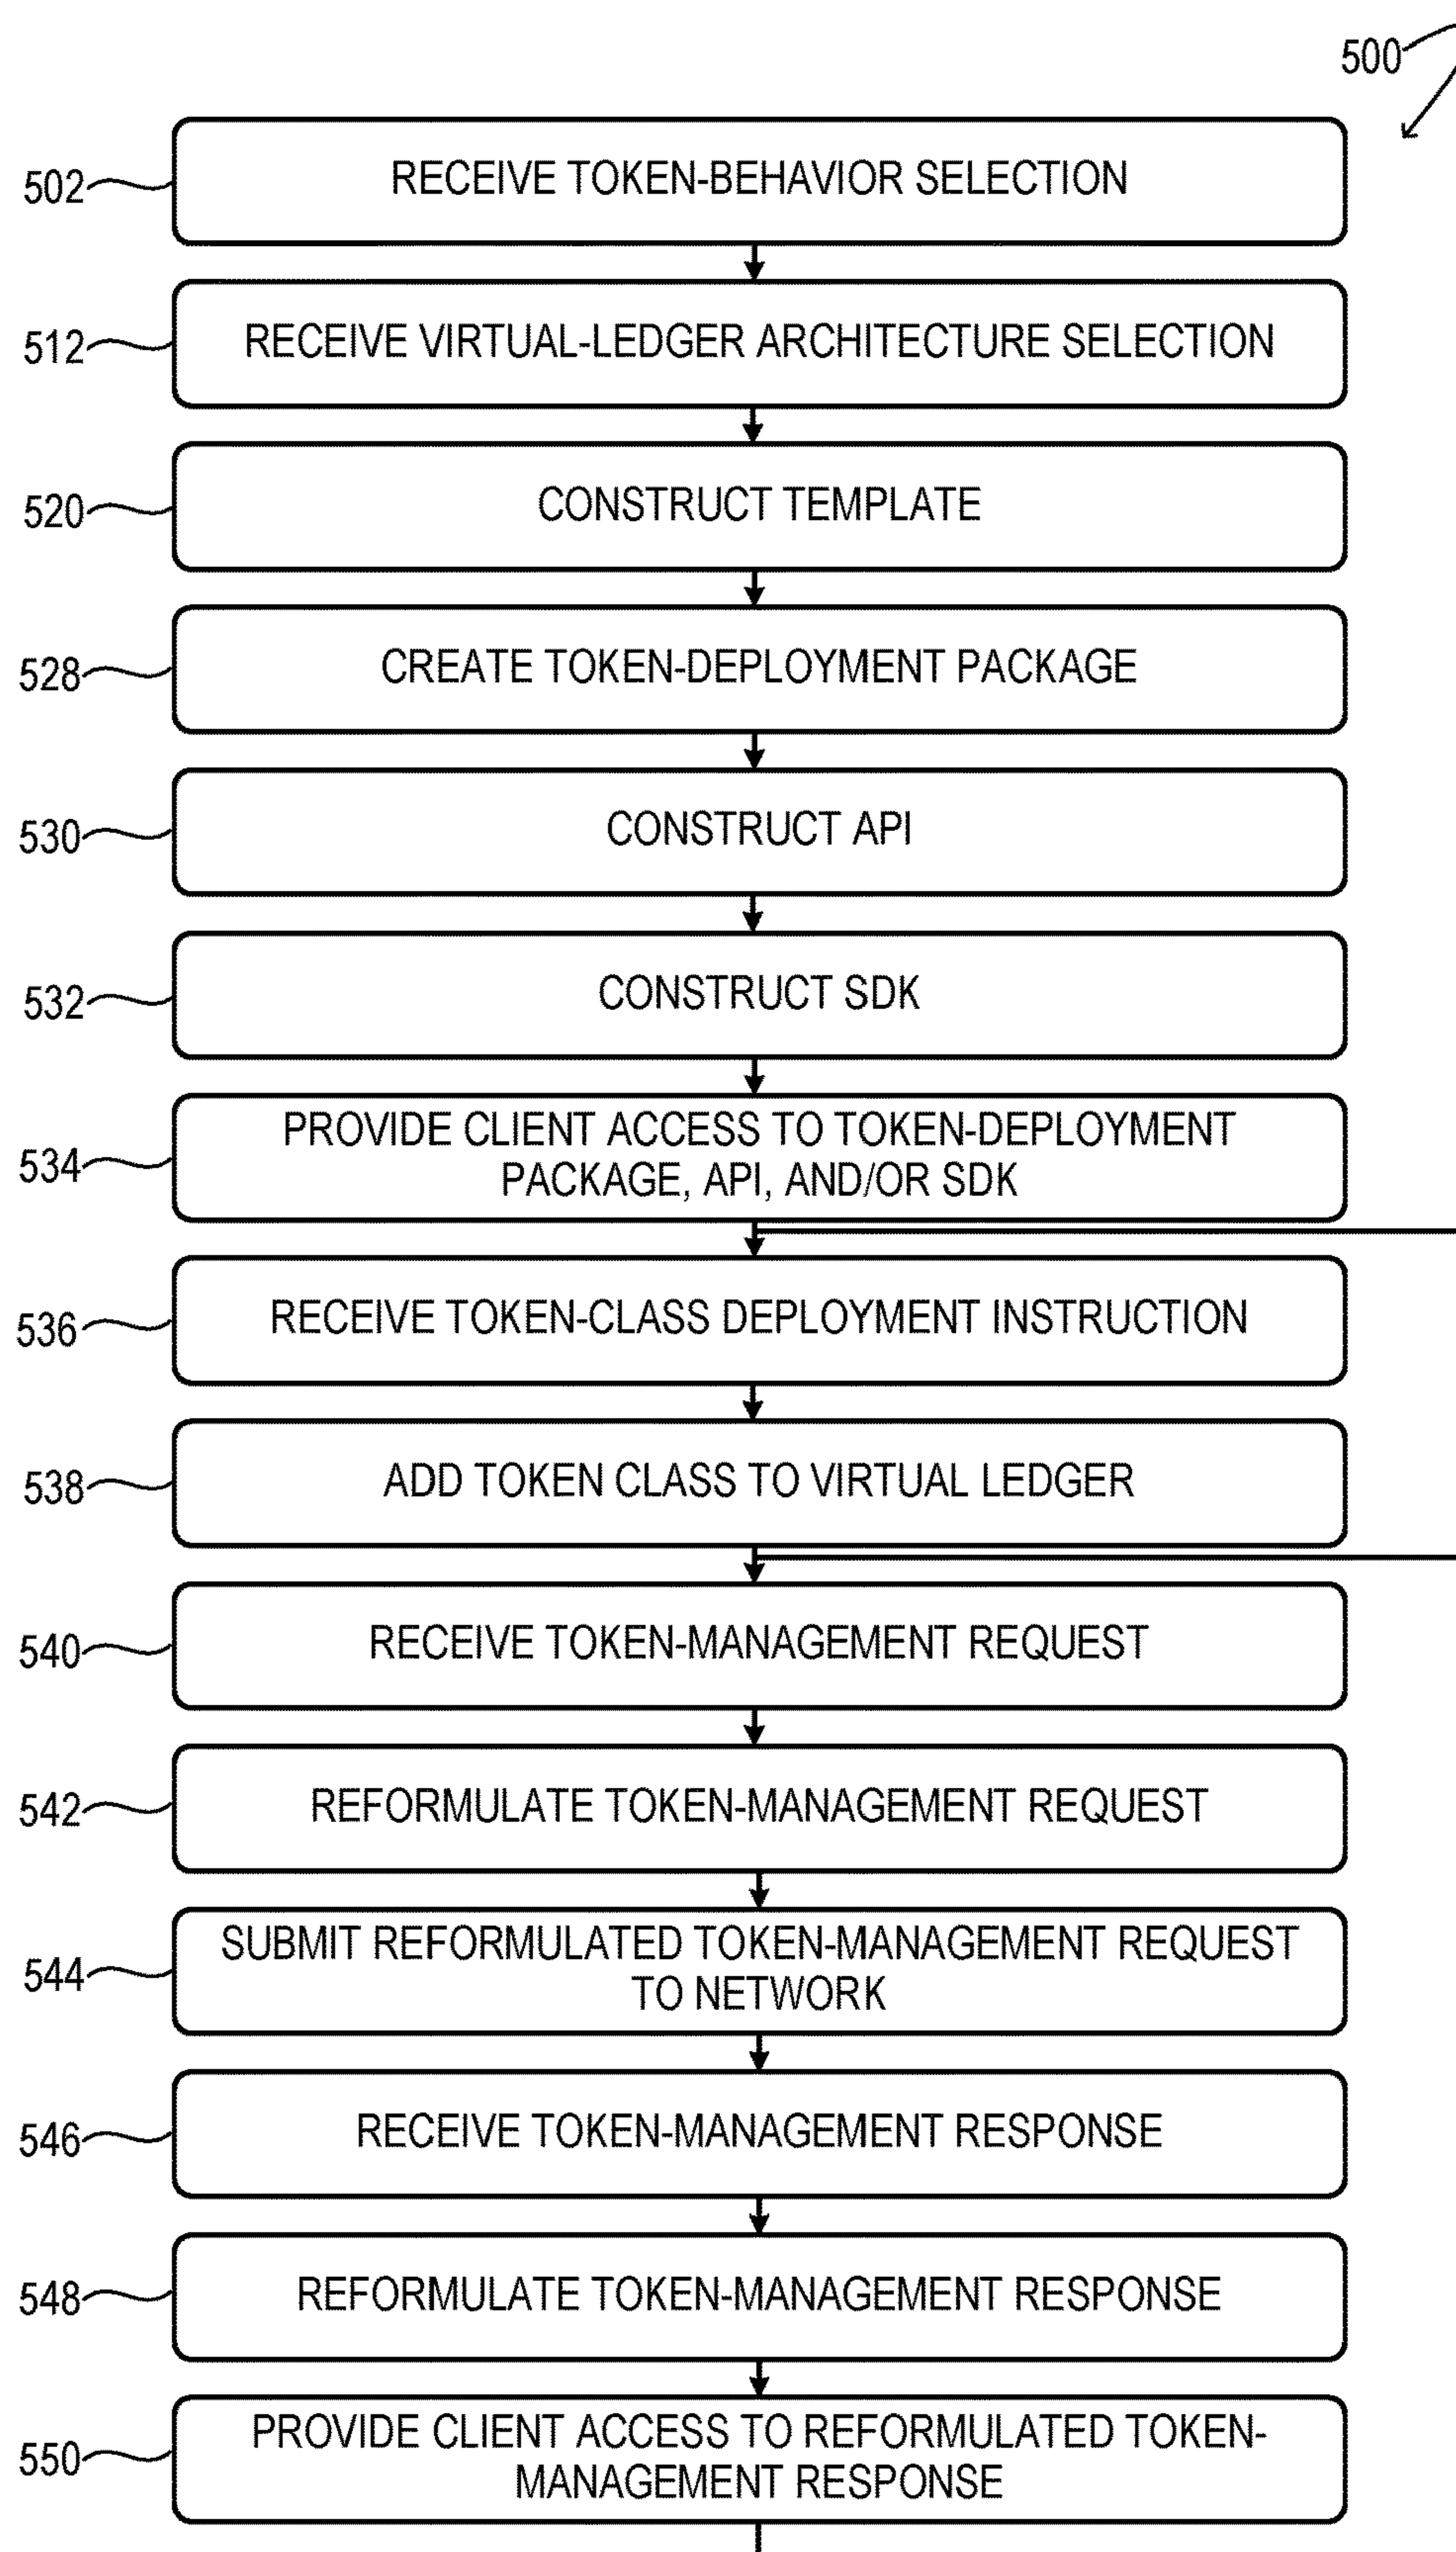 500
502
RECEIVE TOKEN-BEHAVIOR SELECTION
512
RECEIVE VIRTUAL-LEDGER ARCHITECTURE SELECTION
520
CONSTRUCT TEMPLATE
528
CREATE TOKEN-DEPLOYMENT PACKAGE
530
CONSTRUCT API
532
CONSTRUCT SDK
534
PROVIDE CLIENT ACCESS TO TOKEN-DEPLOYMENT
PACKAGE, API, AND/OR SDK
536
RECEIVE TOKEN-CLASS DEPLOYMENT INSTRUCTION
538
ADD TOKEN CLASS TO VIRTUAL LEDGER
540
RECEIVE TOKEN-MANAGEMENT REQUEST
542
REFORMULATE TOKEN-MANAGEMENT REQUEST
544
SUBMIT REFORMULATED TOKEN-MANAGEMENT REQUEST
TO NETWORK
546
RECEIVE TOKEN-MANAGEMENT RESPONSE
548
REFORMULATE TOKEN-MANAGEMENT RESPONSE
550
PROVIDE CLIENT ACCESS TO REFORMULATED TOKEN-
MANAGEMENT RESPONSE